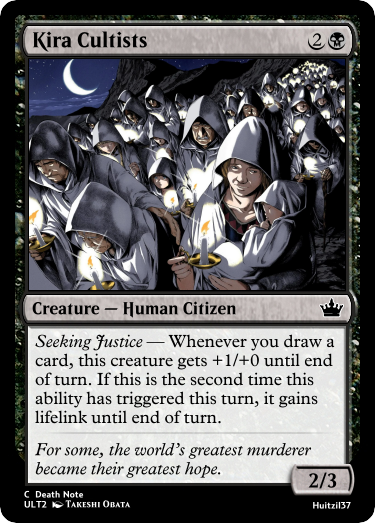 Kira Cultists 2
Creature — Human Citizen
Seeking Justice — Whenever you draw a
card, this creature gets +1/+0 until end
of turn. If this is the second time this
ability has triggered this turn, it gains
lifelink until end of turn.
For some, the world's greatest murderer
became their greatest hope.
2/3
C Death Note
ULT2 Takeshi Obata
Huitzil37